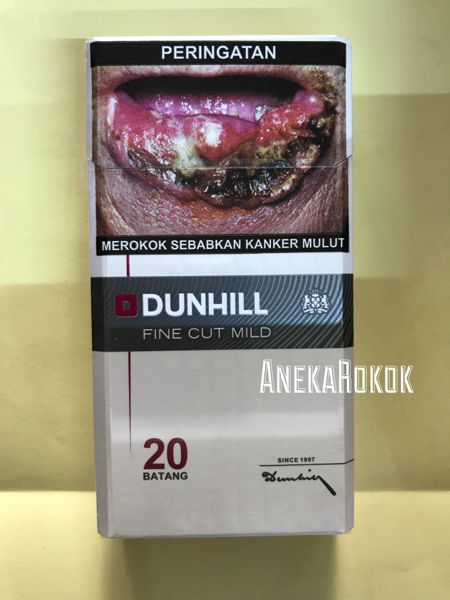 PERINGATAN
MEROKOK SEBABKAN KANKER MULUT
D DUNHILL
FINE CUT MILD
ANEKAROKOK
20
BATANG
SINCE 1907
Dunhill